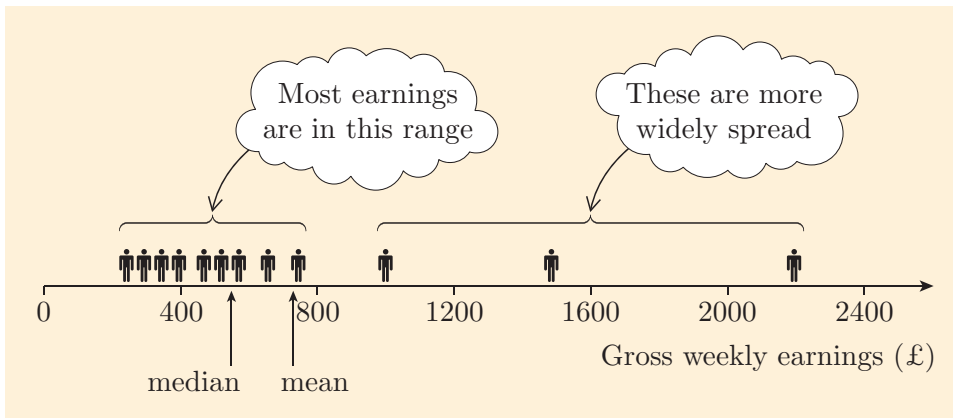 Most earnings
are in this range
These are more
widely spread
0 400 800 1200 1600 2000 2400
Gross weekly earnings (£)
median mean